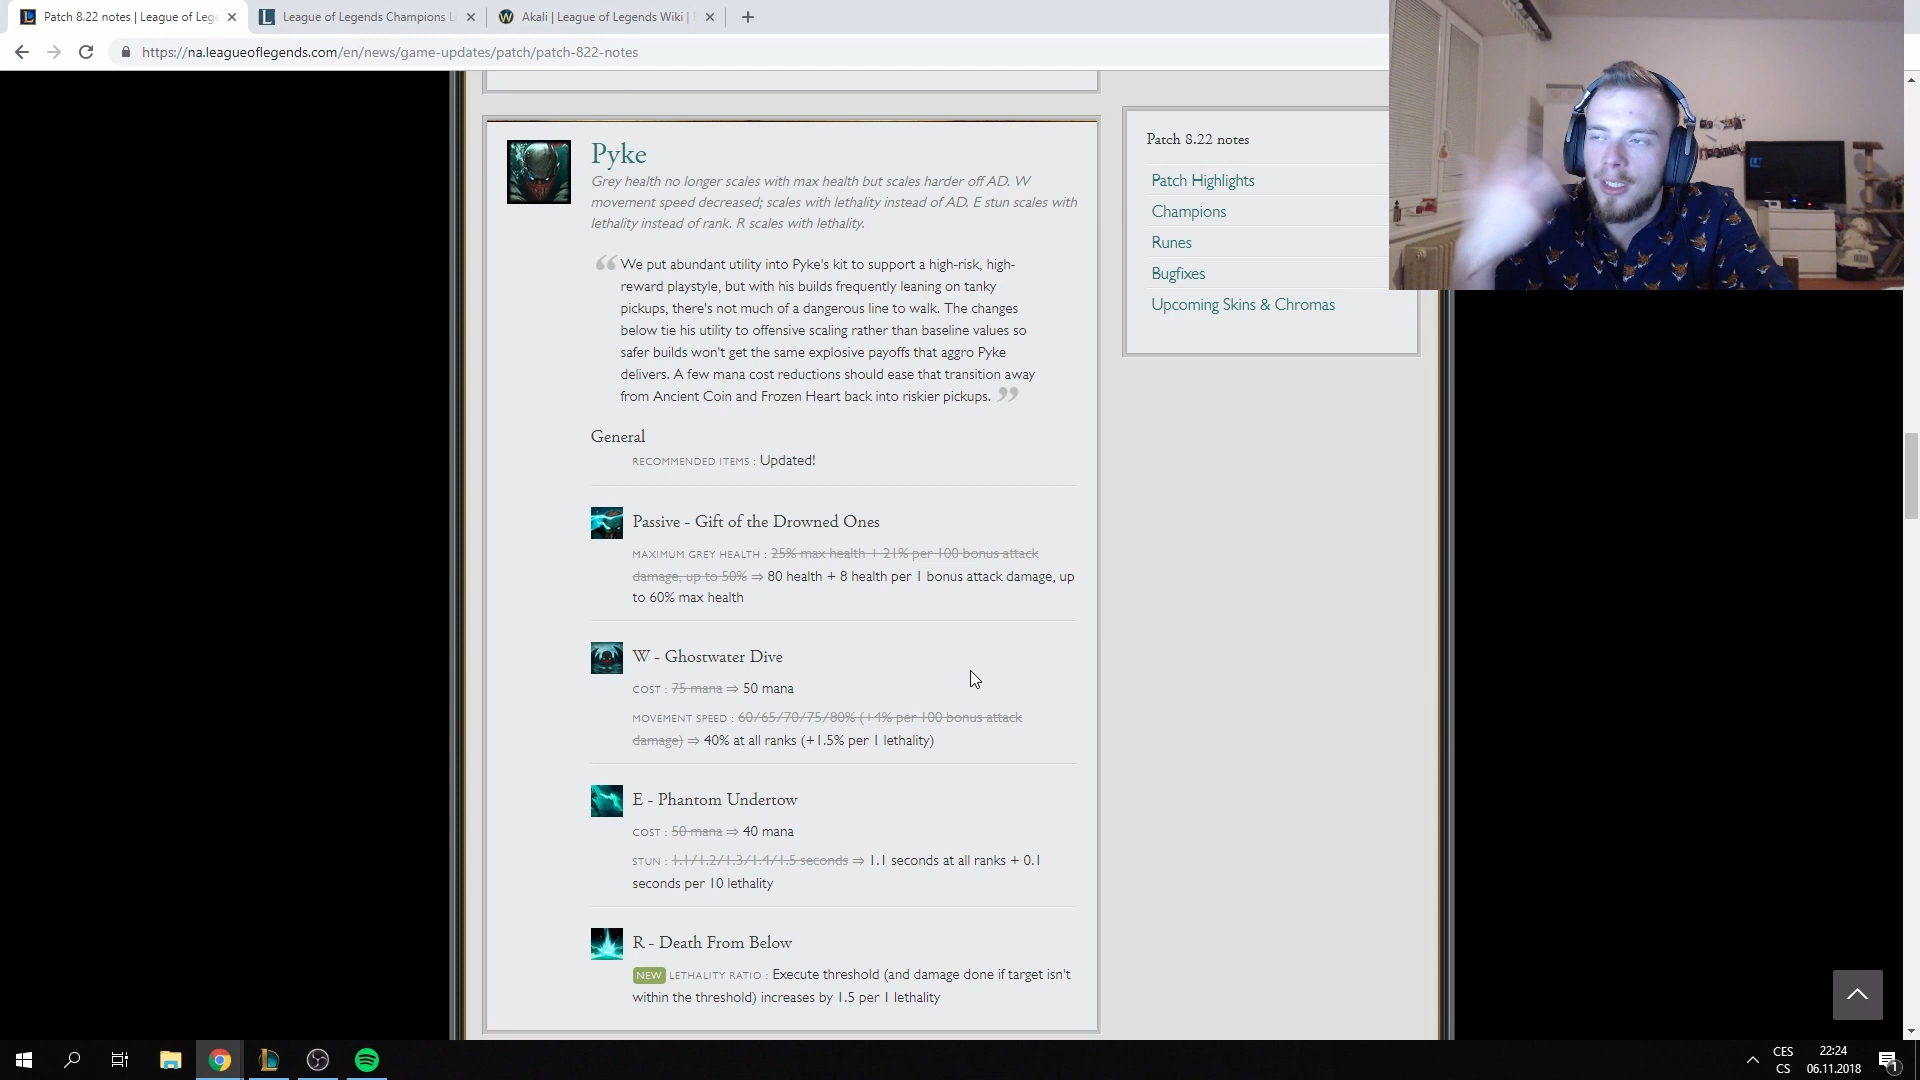 Patch 8.22 notes | League of Lege
League of Legends Champions Li
Akali | League of Legends Wiki |
https://na.leagueoflegends.com/en/news/game-updates/patch/patch-822-notes
Pyke
Grey health no longer scales with max health but scales harder off AD. W
movement speed decreased; scales with lethality instead of AD. E stun scales with
lethality instead of rank. R scales with lethality.
“ We put abundant utility into Pyke's kit to support a high-risk, high-
reward playstyle, but with his builds frequently leaning on tanky
pickups, there's not much of a dangerous line to walk. The changes
below tie his utility to offensive scaling rather than baseline values so
safer builds won't get the same explosive payoffs that aggro Pyke
delivers. A few mana cost reductions should ease that transition away
from Ancient Coin and Frozen Heart back into riskier pickups. ”
General
RECOMMENDED ITEMS : Updated!
Passive - Gift of the Drowned Ones
MAXIMUM GREY HEALTH : 25% max health + 21% per 100 bonus attack
damage, up to 50% ⇒ 80 health + 8 health per 1 bonus attack damage, up
to 60% max health
W - Ghostwater Dive
COST : 75 mana ⇒ 50 mana
MOVEMENT SPEED : 60/65/70/75/80% (+4% per 100 bonus attack
damage) ⇒ 40% at all ranks (+1.5% per 1 lethality)
E - Phantom Undertow
COST : 50 mana ⇒ 40 mana
STUN : 1.1/1.2/1.3/1.4/1.5 seconds ⇒ 1.1 seconds at all ranks + 0.1
seconds per 10 lethality
R - Death From Below
NEW LETHALITY RATIO : Execute threshold (and damage done if target isn't
within the threshold) increases by 1.5 per 1 lethality
Patch 8.22 notes
Patch Highlights
Champions
Runes
Bugfixes
Upcoming Skins & Chromas
CES
CS
22:24
06.11.2018
1